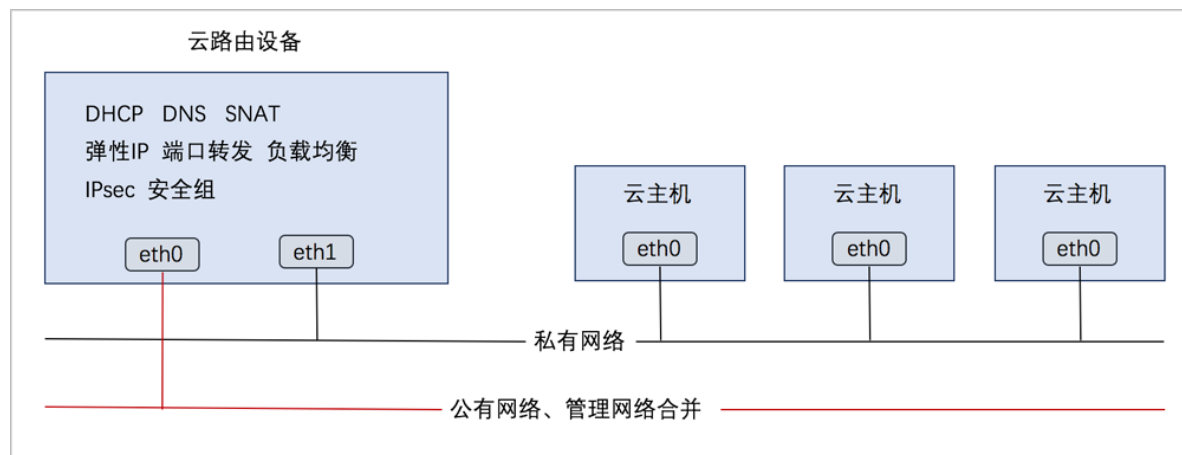 云路由设备
DHCP DNS SNAT
弹性IP 端口转发 负载均衡
IPsec 安全组
eth0
eth1
云主机
eth0
云主机
eth0
云主机
eth0
私有网络
公有网络、管理网络合并